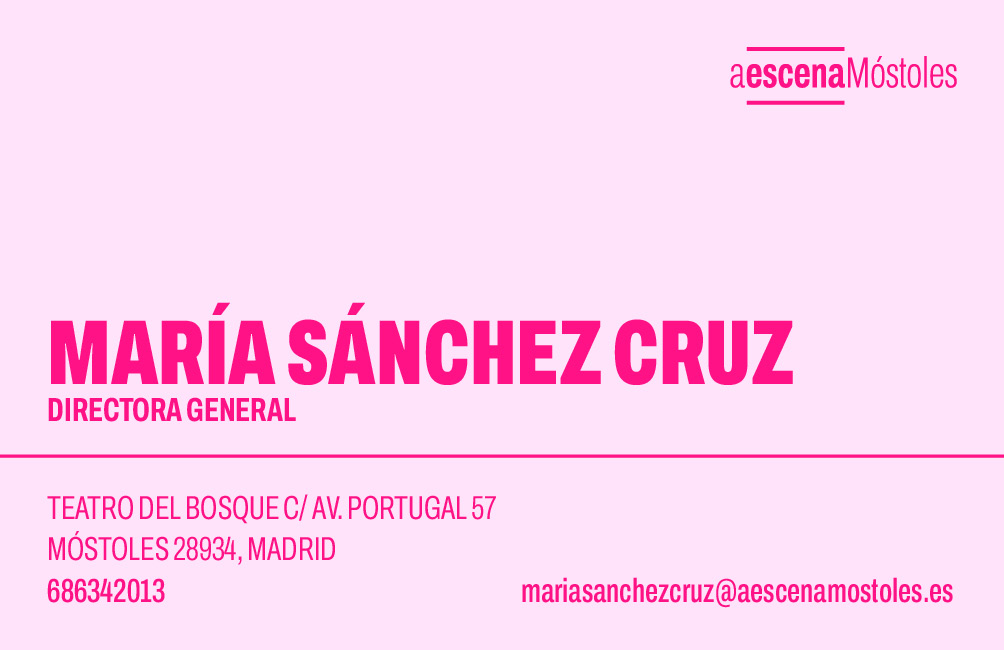 aescenaMóstoles
MARÍA SÁNCHEZ CRUZ
DIRECTORA GENERAL
TEATRO DEL BOSQUE C/ AV. PORTUGAL 57
MÓSTOLES 28934, MADRID
686342013
mariasanchezcruz@aescenamostoles.es